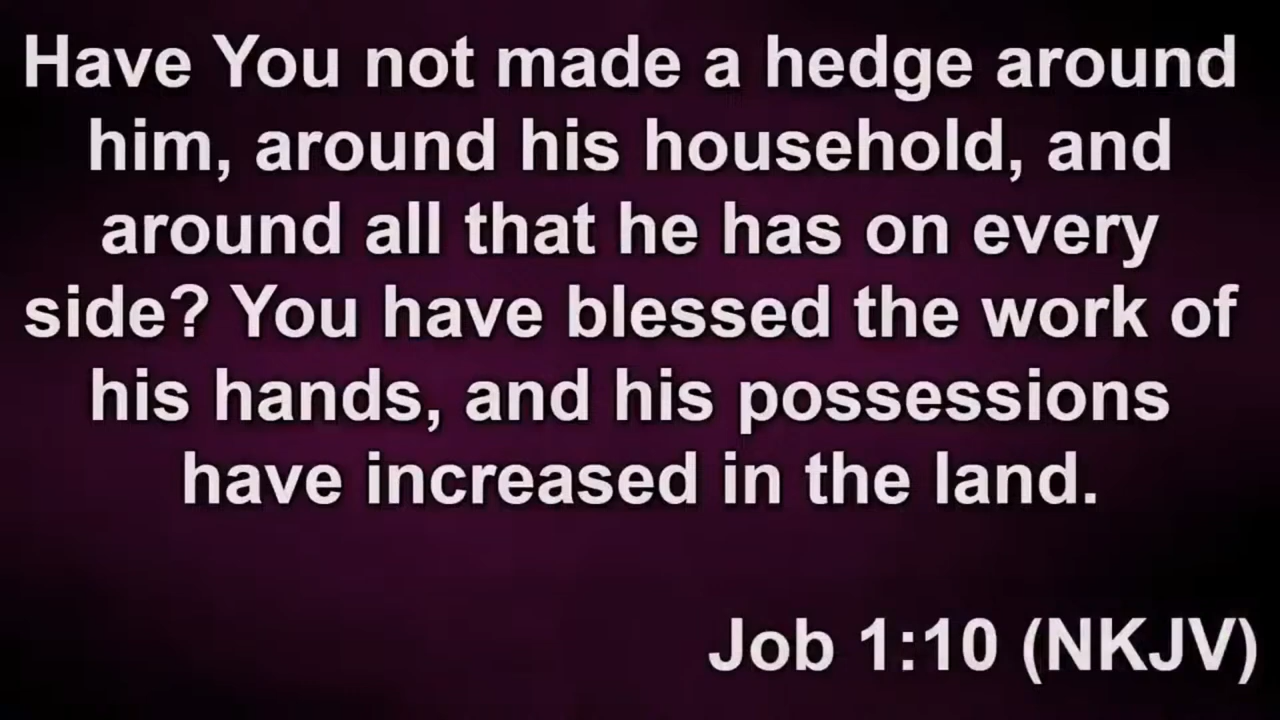 Have You not made a hedge around
him, around his household, and
around all that he has on every
side? You have blessed the work of
his hands, and his possessions
have increased in the land.
Job 1:10 (NKJV)